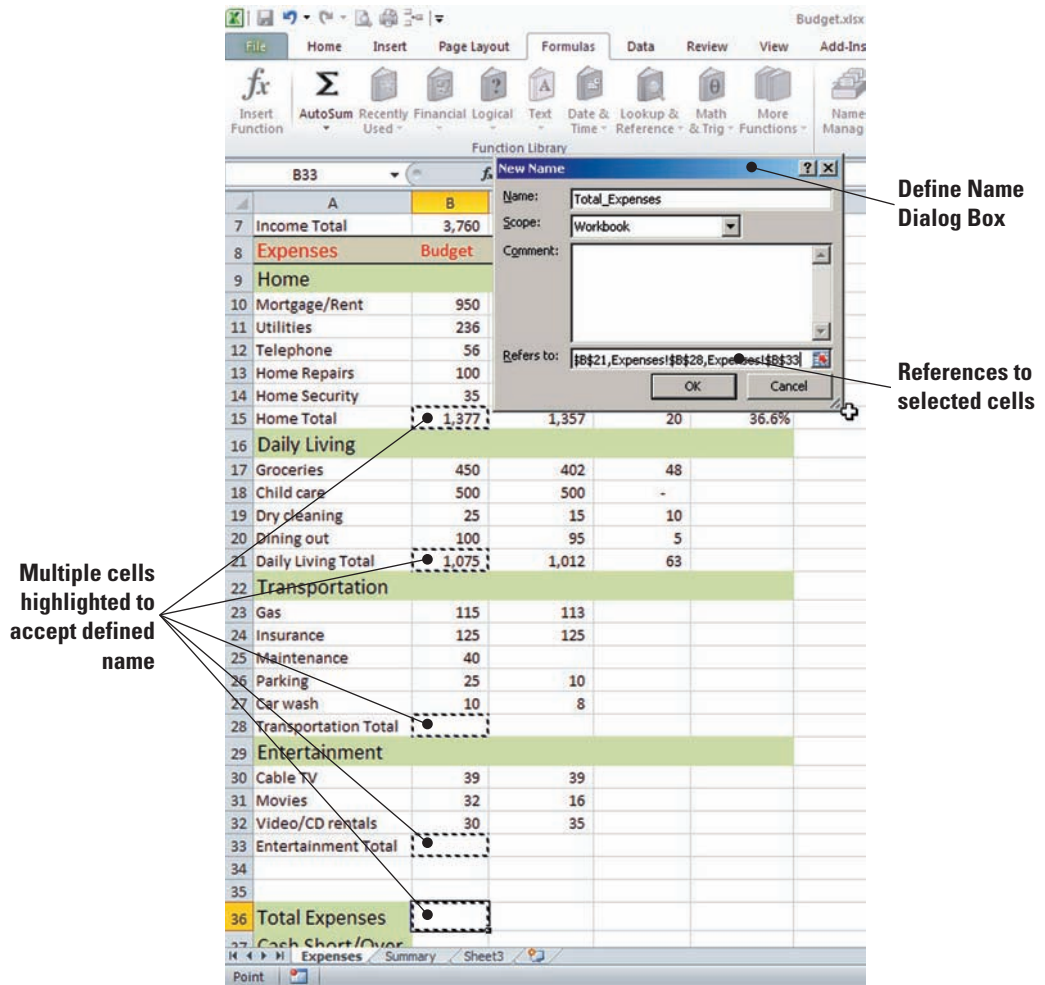 Budget.xlsx
File Home Insert Page Layout Formulas Data Review View Add-Ins
fx Σ ? A θ
Insert Function AutoSum Recently Used Financial Logical Text Date & Time Lookup & Reference Math & Trig More Functions Name Manag
Function Library
B33
New Name
Name: Total_Expenses
Scope: Workbook
Comment:
Refers to: $B$21,Expenses!$B$28,Expenses!$B$33
OK Cancel
Define Name
Dialog Box
References to
selected cells
A B
7 Income Total 3,760
8 Expenses Budget
9 Home
10 Mortgage/Rent 950
11 Utilities 236
12 Telephone 56
13 Home Repairs 100
14 Home Security 35
15 Home Total 1,377 1,357 20 36.6%
16 Daily Living
17 Groceries 450 402 48
18 Child care 500 500 -
19 Dry cleaning 25 15 10
20 Dining out 100 95 5
21 Daily Living Total 1,075 1,012 63
22 Transportation
23 Gas 115 113
24 Insurance 125 125
25 Maintenance 40
26 Parking 25 10
27 Car wash 10 8
28 Transportation Total
29 Entertainment
30 Cable TV 39 39
31 Movies 32 16
32 Video/CD rentals 30 35
33 Entertainment Total
34
35
36 Total Expenses
37 Cash Short/Over
Multiple cells
highlighted to
accept defined
name
Expenses Summary Sheet3
Point